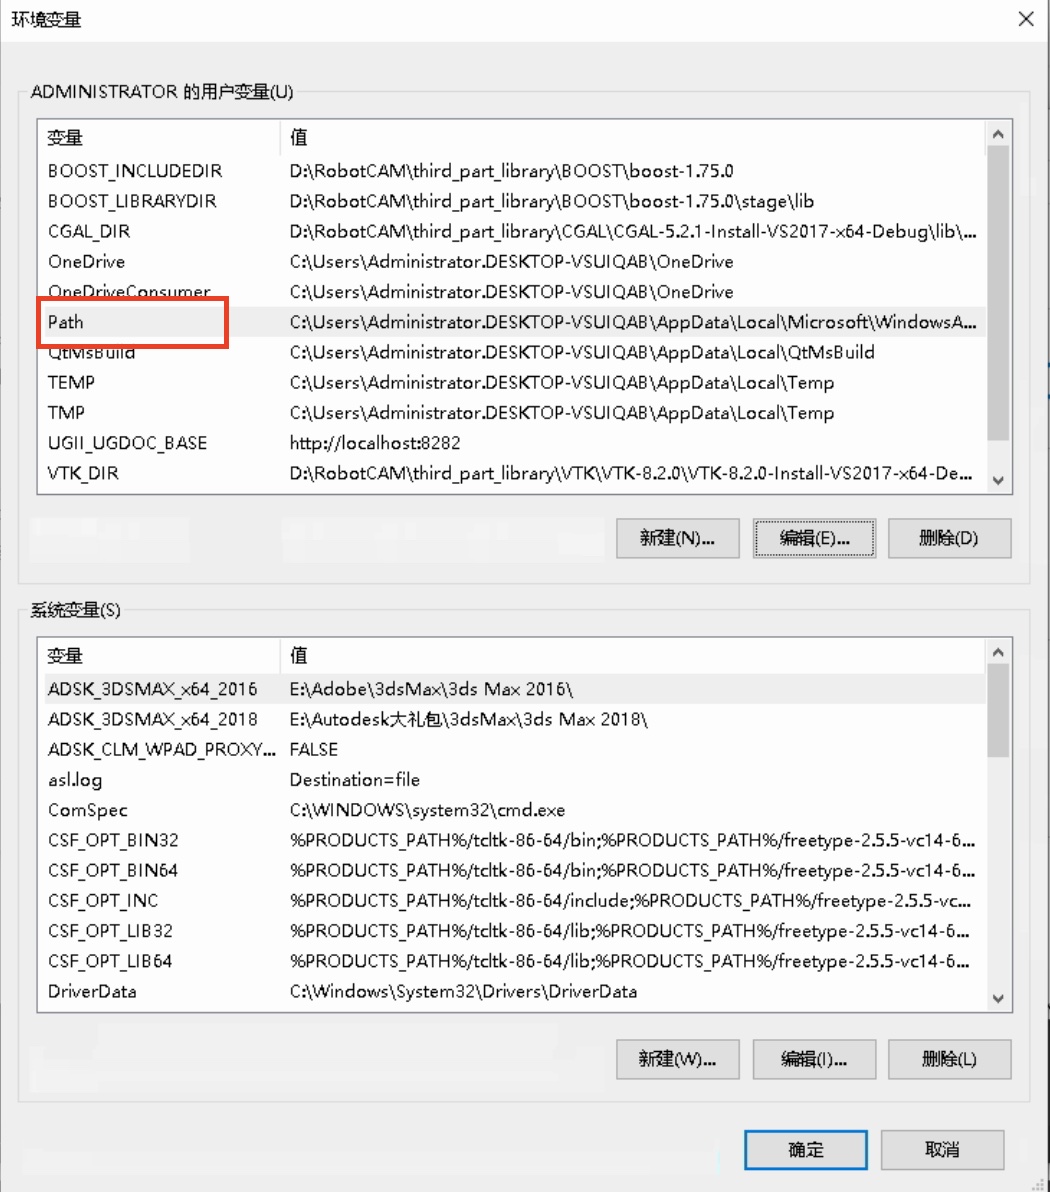 环境变量
ADMINISTRATOR 的用户变量(U)
变量 值
BOOST_INCLUDEDIR D:\RobotCAM\third_part_library\BOOST\boost-1.75.0
BOOST_LIBRARYDIR D:\RobotCAM\third_part_library\BOOST\boost-1.75.0\stage\lib
CGAL_DIR D:\RobotCAM\third_part_library\CGAL\CGAL-5.2.1-Install-VS2017-x64-Debug\lib\...
OneDrive C:\Users\Administrator.DESKTOP-VSUIQAB\OneDrive
OneDriveConsumer C:\Users\Administrator.DESKTOP-VSUIQAB\OneDrive
Path C:\Users\Administrator.DESKTOP-VSUIQAB\AppData\Local\Microsoft\WindowsA...
QtMsBuild C:\Users\Administrator.DESKTOP-VSUIQAB\AppData\Local\QtMsBuild
TEMP C:\Users\Administrator.DESKTOP-VSUIQAB\AppData\Local\Temp
TMP C:\Users\Administrator.DESKTOP-VSUIQAB\AppData\Local\Temp
UGII_UGDOC_BASE http://localhost:8282
VTK_DIR D:\RobotCAM\third_part_library\VTK\VTK-8.2.0\VTK-8.2.0-Install-VS2017-x64-De...
新建(N)... 编辑(E)... 删除(D)
系统变量(S)
变量 值
ADSK_3DSMAX_x64_2016 E:\Adobe\3dsMax\3ds Max 2016\
ADSK_3DSMAX_x64_2018 E:\Autodesk大礼包\3dsMax\3ds Max 2018\
ADSK_CLM_WPAD_PROXY... FALSE
asl.log Destination=file
ComSpec C:\WINDOWS\system32\cmd.exe
CSF_OPT_BIN32 %PRODUCTS_PATH%/tcltk-86-64/bin;%PRODUCTS_PATH%/freetype-2.5.5-vc14-6...
CSF_OPT_BIN64 %PRODUCTS_PATH%/tcltk-86-64/bin;%PRODUCTS_PATH%/freetype-2.5.5-vc14-6...
CSF_OPT_INC %PRODUCTS_PATH%/tcltk-86-64/include;%PRODUCTS_PATH%/freetype-2.5.5-vc...
CSF_OPT_LIB32 %PRODUCTS_PATH%/tcltk-86-64/lib;%PRODUCTS_PATH%/freetype-2.5.5-vc14-6...
CSF_OPT_LIB64 %PRODUCTS_PATH%/tcltk-86-64/lib;%PRODUCTS_PATH%/freetype-2.5.5-vc14-6...
DriverData C:\Windows\System32\Drivers\DriverData
新建(W)... 编辑(I)... 删除(L)
确定 取消